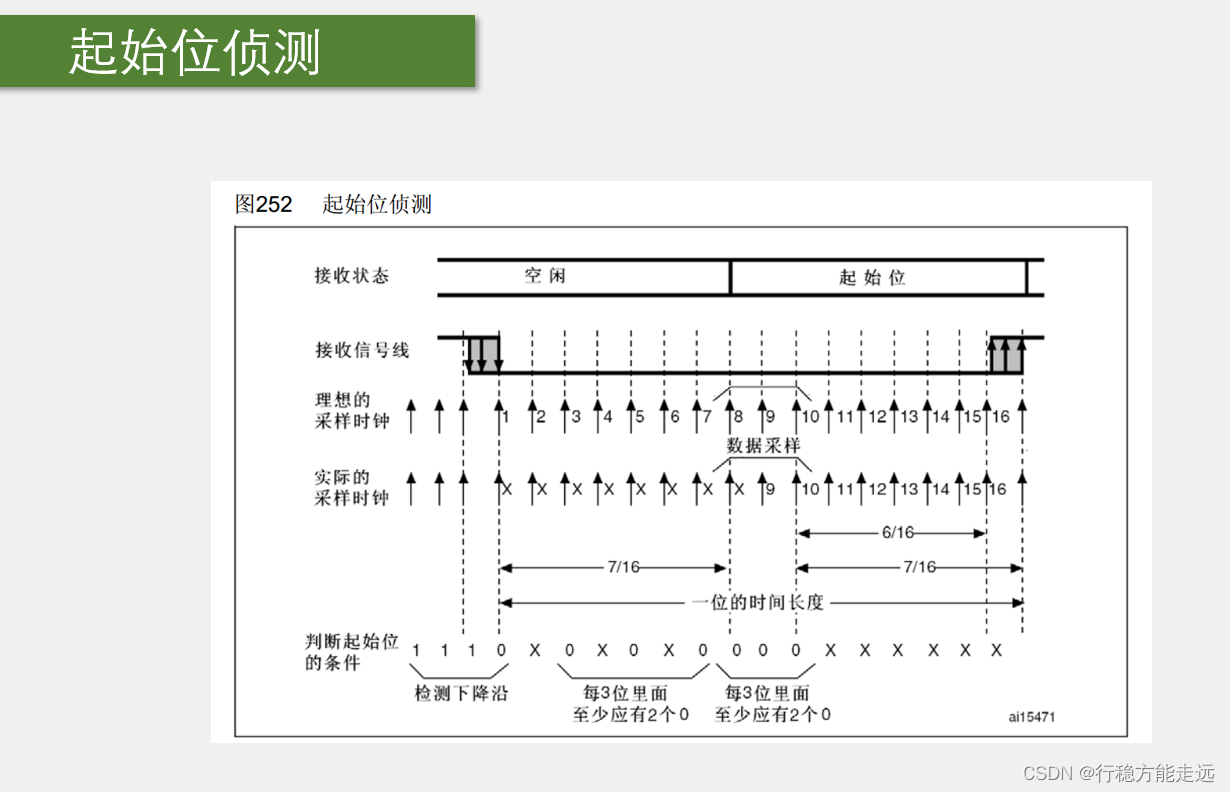 起始位侦测
图252 起始位侦测
接收状态 空闲 起始位
接收信号线
理想的
采样时钟
1 2 3 4 5 6 7 8 9 10 11 12 13 14 15 16
数据采样
实际的
采样时钟
X X X X X X X X 9 10 11 12 13 14 15 16
6/16
7/16 7/16
一位的时间长度
判断起始位
的条件
1 1 1 0 X 0 X 0 X 0 0 0 0 X X X X X X
检测下降沿
每3位里面
至少应有2个0
每3位里面
至少应有2个0
ai15471
CSDN @行稳方能走远